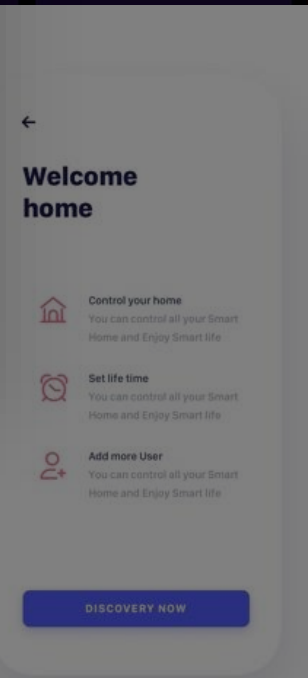 Welcome
home
Control your home
You can control all your Smart
Home and Enjoy Smart life
Set life time
You can control all your Smart
Home and Enjoy Smart life
Add more User
You can control all your Smart
Home and Enjoy Smart life
DISCOVERY NOW